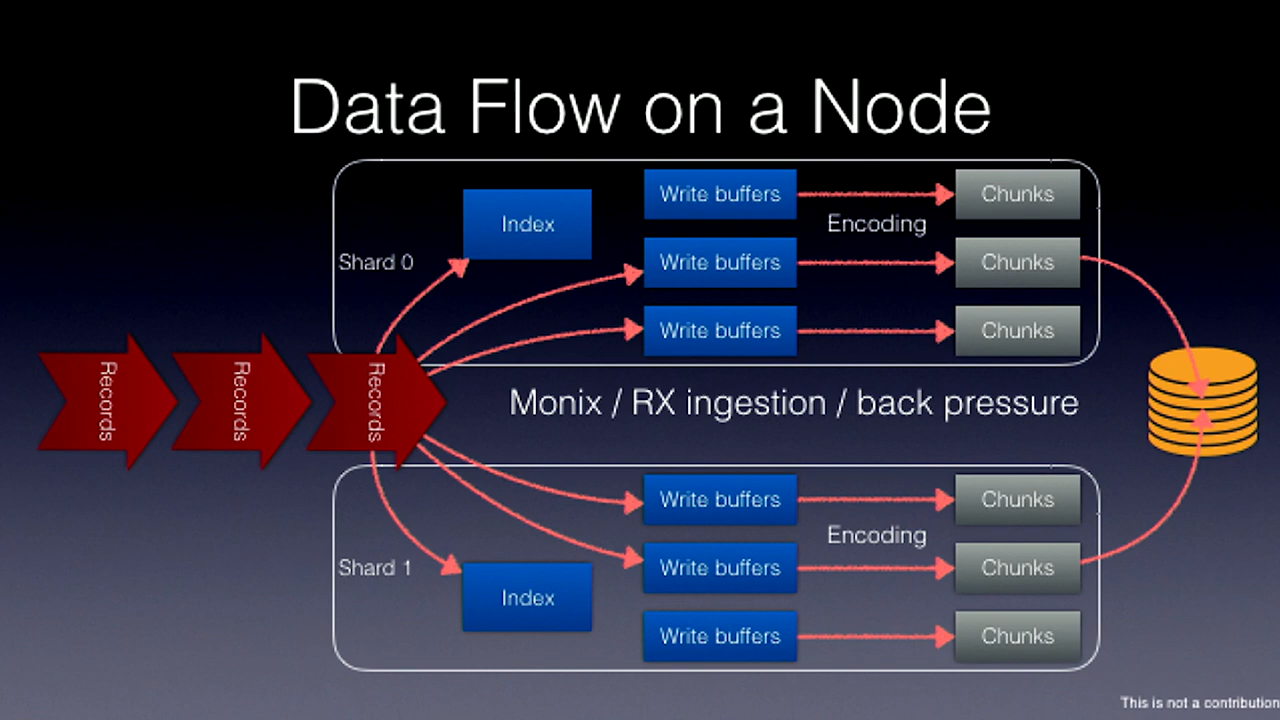 Data Flow on a Node
Shard 0
Index
Write buffers
Encoding
Chunks
Write buffers
Chunks
Write buffers
Chunks
Records
Records
Records
Monix / RX ingestion / back pressure
Shard 1
Index
Write buffers
Encoding
Chunks
Write buffers
Chunks
Write buffers
Chunks
This is not a contribution